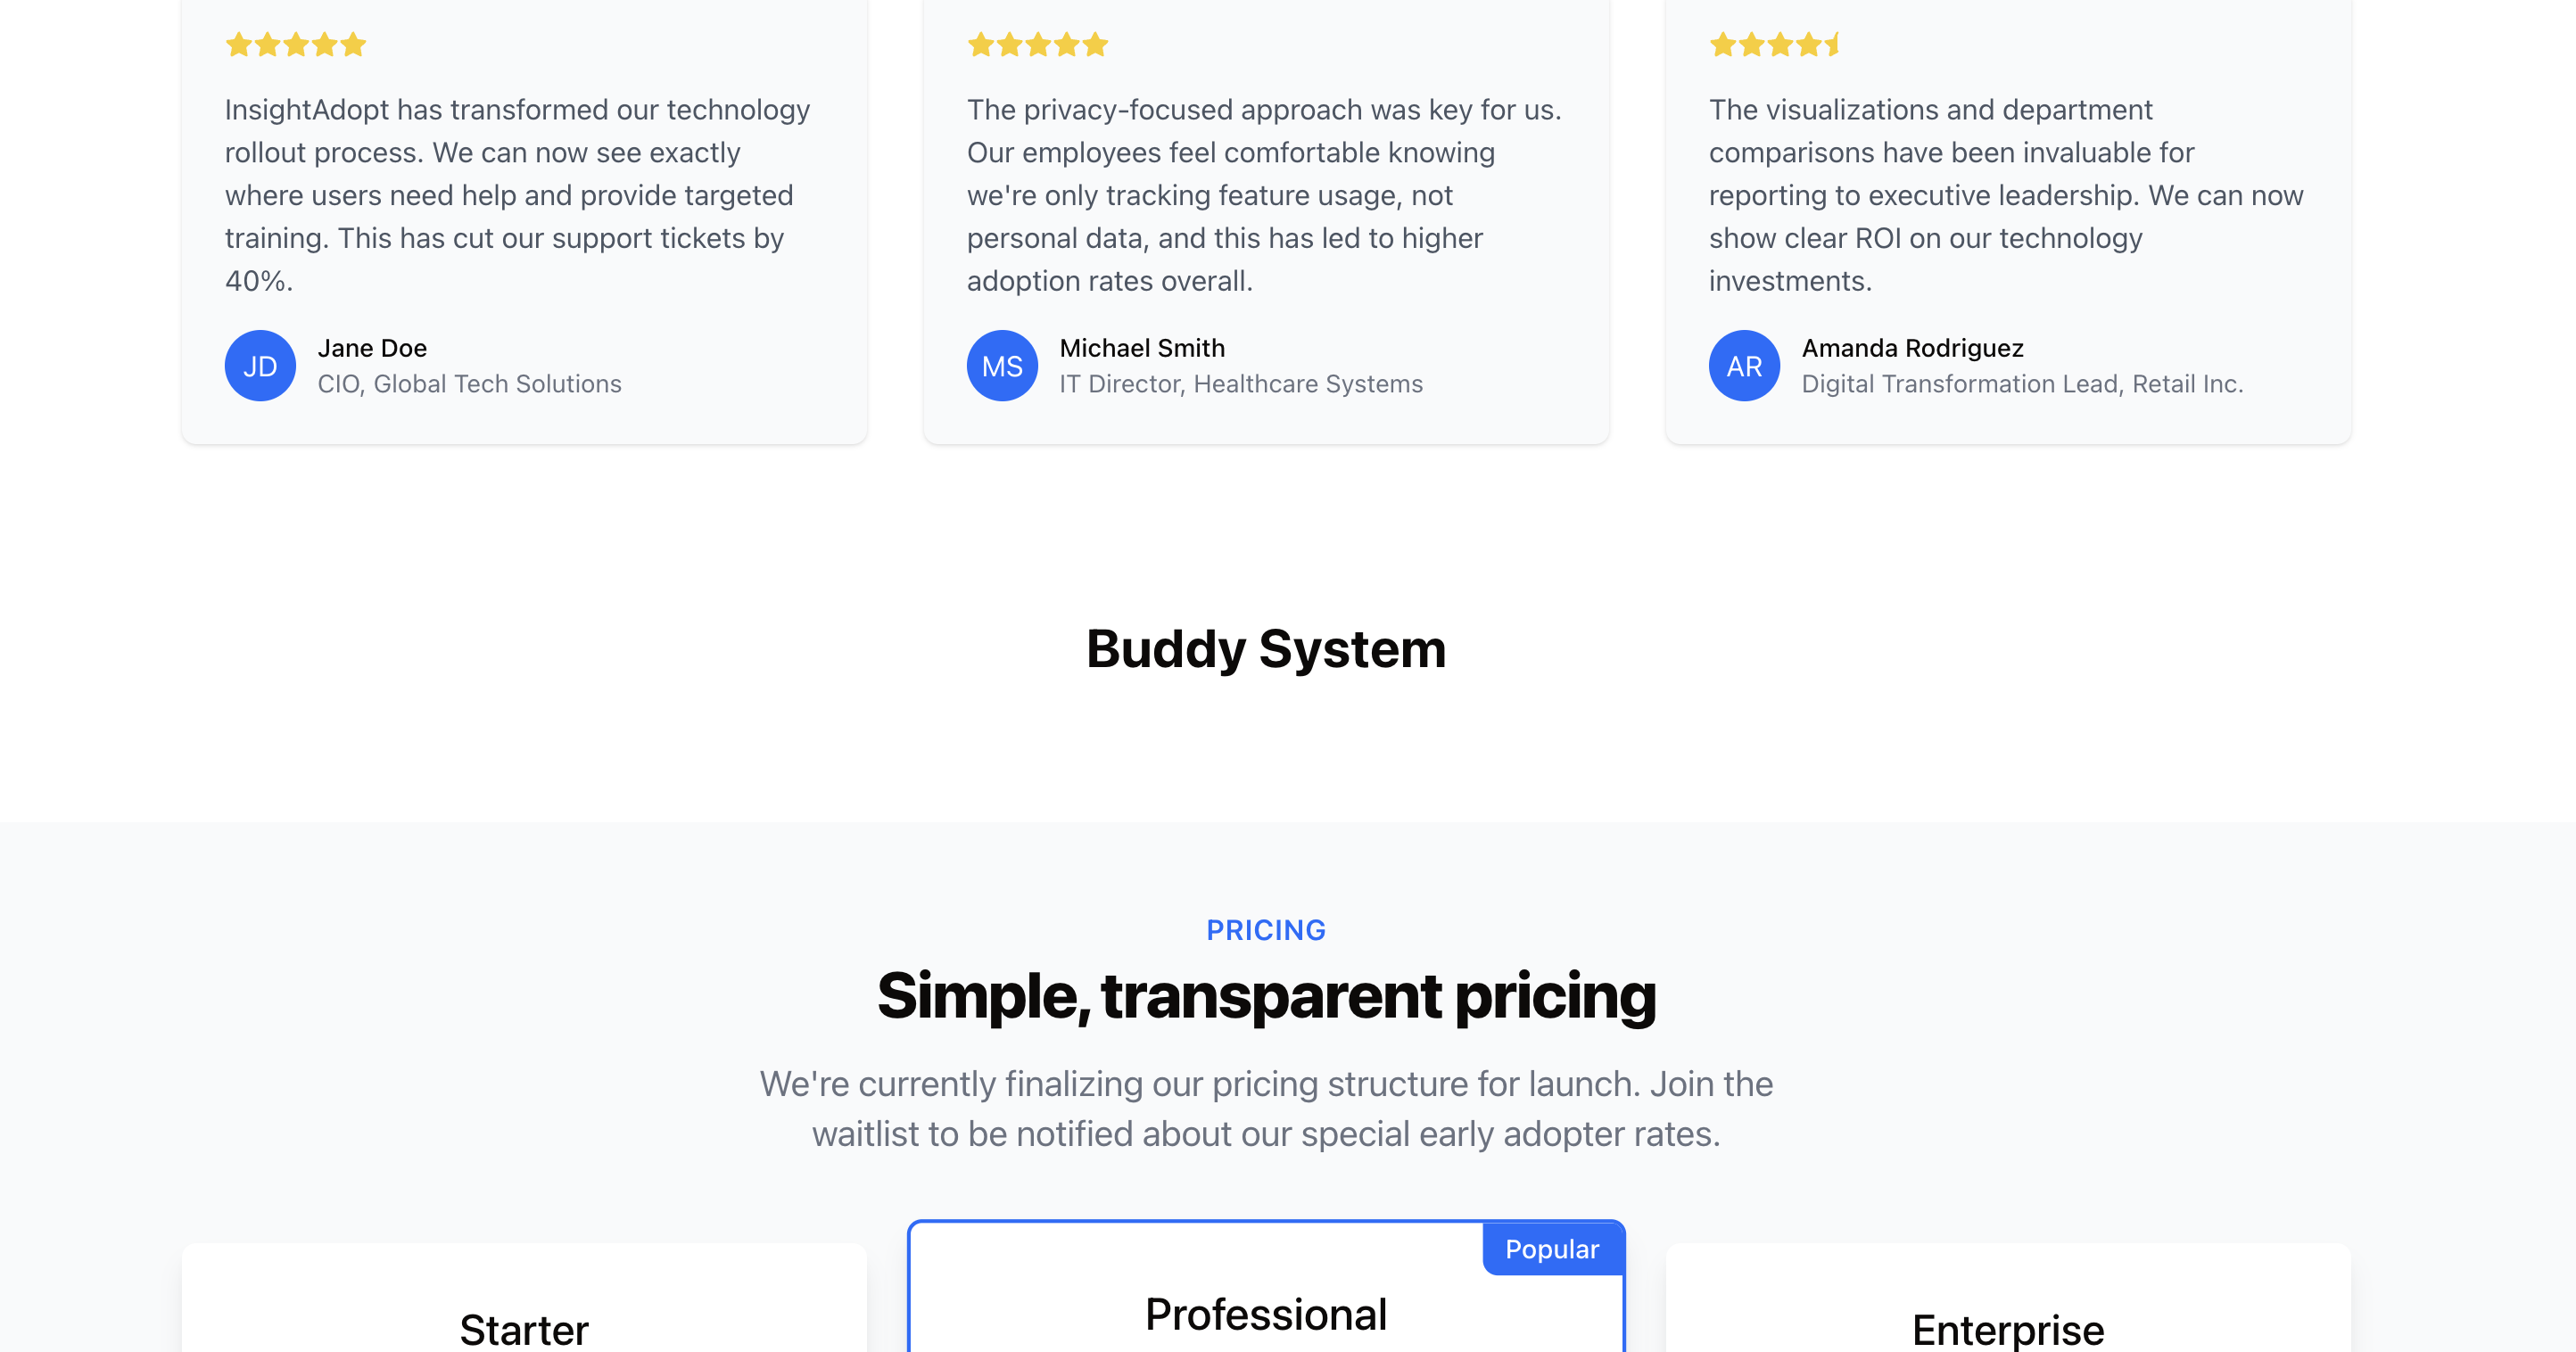 InsightAdopt has transformed our technology
rollout process. We can now see exactly
where users need help and provide targeted
training. This has cut our support tickets by
40%.
JD
Jane Doe
CIO, Global Tech Solutions
The privacy-focused approach was key for us.
Our employees feel comfortable knowing
we're only tracking feature usage, not
personal data, and this has led to higher
adoption rates overall.
MS
Michael Smith
IT Director, Healthcare Systems
The visualizations and department
comparisons have been invaluable for
reporting to executive leadership. We can now
show clear ROI on our technology
investments.
AR
Amanda Rodriguez
Digital Transformation Lead, Retail Inc.
Buddy System
PRICING
Simple, transparent pricing
We're currently finalizing our pricing structure for launch. Join the
waitlist to be notified about our special early adopter rates.
Starter
Popular
Professional
Enterprise